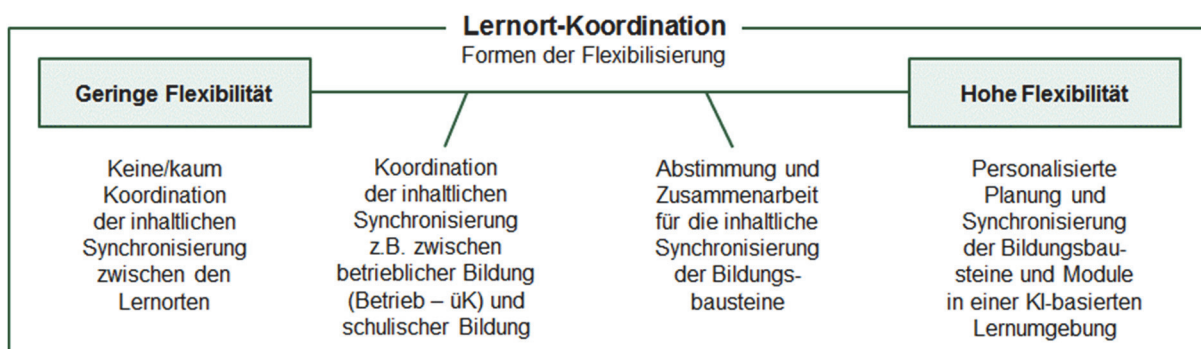 Lernort-Koordination
Formen der Flexibilisierung
Geringe Flexibilität
Hohe Flexibilität
Keine/kaum
Koordination
der inhaltlichen
Synchronisierung
zwischen den
Lernorten
Koordination
der inhaltlichen
Synchronisierung
z.B. zwischen
betrieblicher Bildung
(Betrieb – üK) und
schulischer Bildung
Abstimmung und
Zusammenarbeit
für die inhaltliche
Synchronisierung
der Bildungs-
bausteine
Personalisierte
Planung und
Synchronisierung
der Bildungsbau-
steine und Module
in einer KI-basierten
Lernumgebung